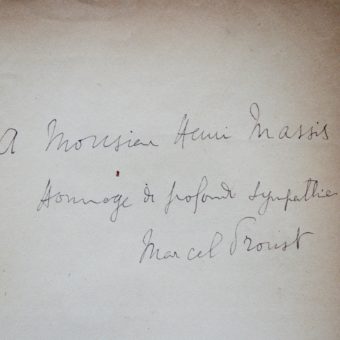 A Monsieur Henri Massis
Hommage de profonde sympathie
Marcel Proust